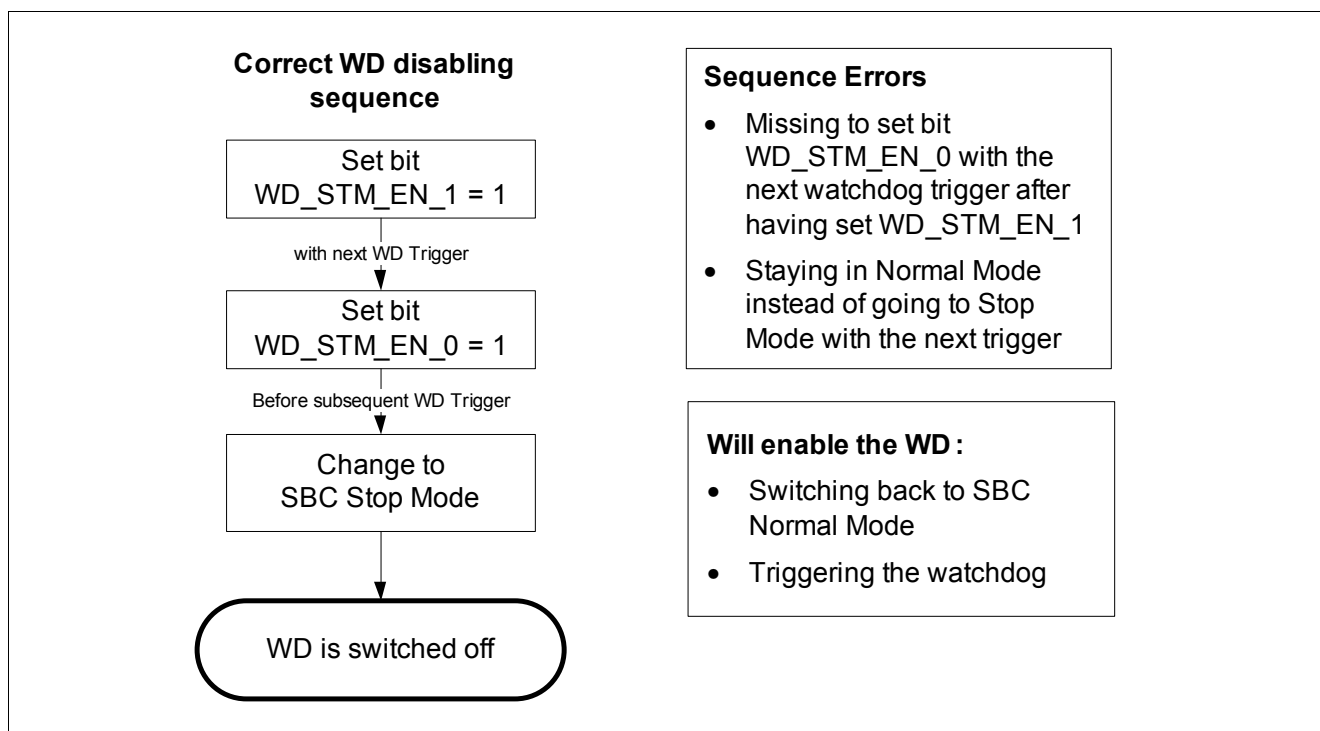 Correct WD disabling
sequence
Set bit
WD_STM_EN_1 = 1
with next WD Trigger
Set bit
WD_STM_EN_0 = 1
Before subsequent WD Trigger
Change to
SBC Stop Mode
WD is switched off
Sequence Errors
• Missing to set bit
WD_STM_EN_0 with the
next watchdog trigger after
having set WD_STM_EN_1
• Staying in Normal Mode
instead of going to Stop
Mode with the next trigger
Will enable the WD :
• Switching back to SBC
Normal Mode
• Triggering the watchdog